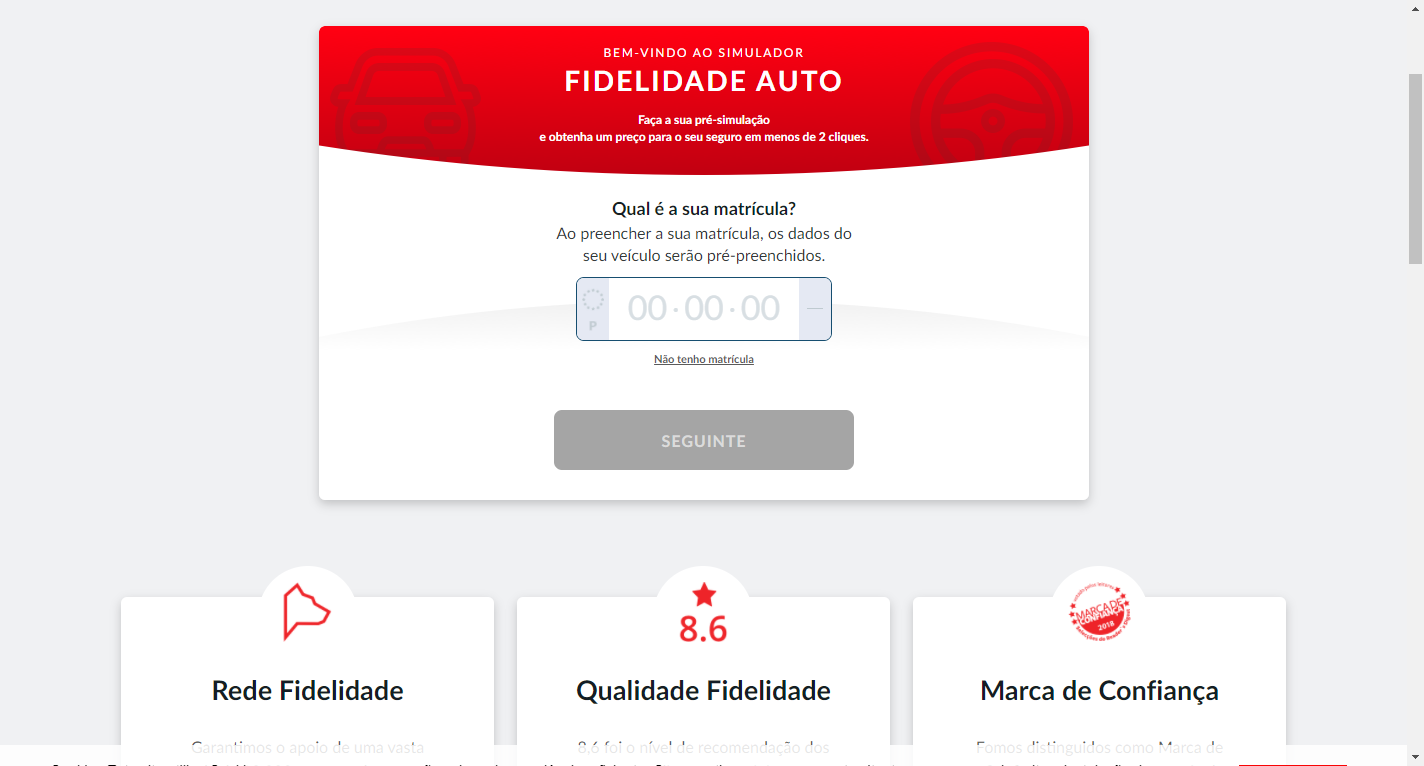 BEM-VINDO AO SIMULADOR
FIDELIDADE AUTO
Faça a sua pré-simulação
e obtenha um preço para o seu seguro em menos de 2 cliques.
Qual é a sua matrícula?
Ao preencher a sua matrícula, os dados do
seu veículo serão pré-preenchidos.
P
00·00·00
Não tenho matrícula
SEGUINTE
8.6
MARCA DE
CONFIANÇA
2018
Rede Fidelidade
Qualidade Fidelidade
Marca de Confiança
Garantimos o apoio de uma vasta
8,6 foi o nível de recomendação dos
Fomos distinguidos como Marca de